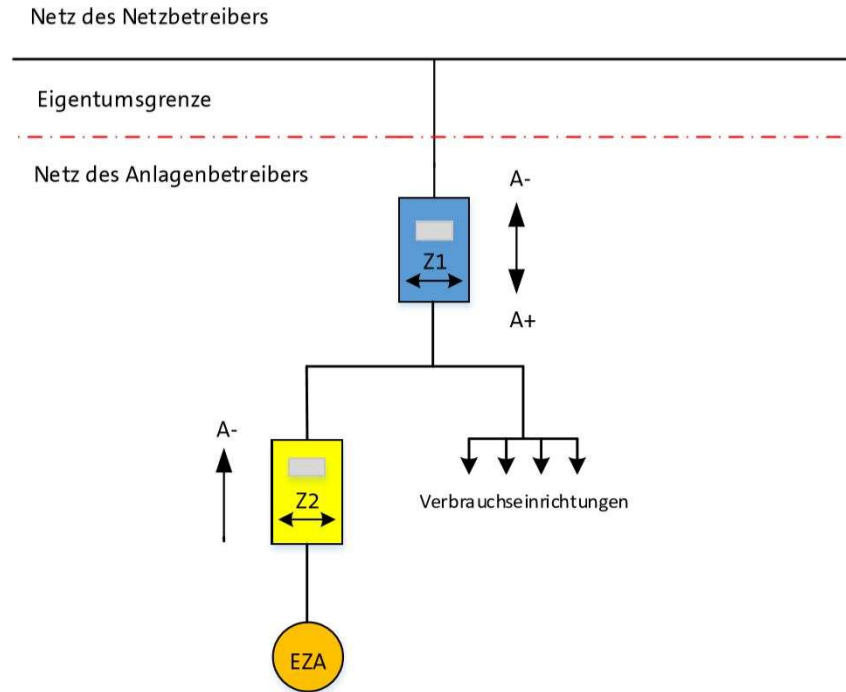 Netz des Netzbetreibers
Eigentumsgrenze
Netz des Anlagenbetreibers
A-
Z1
A+
A-
Z2
Verbrauchseinrichtungen
EZA